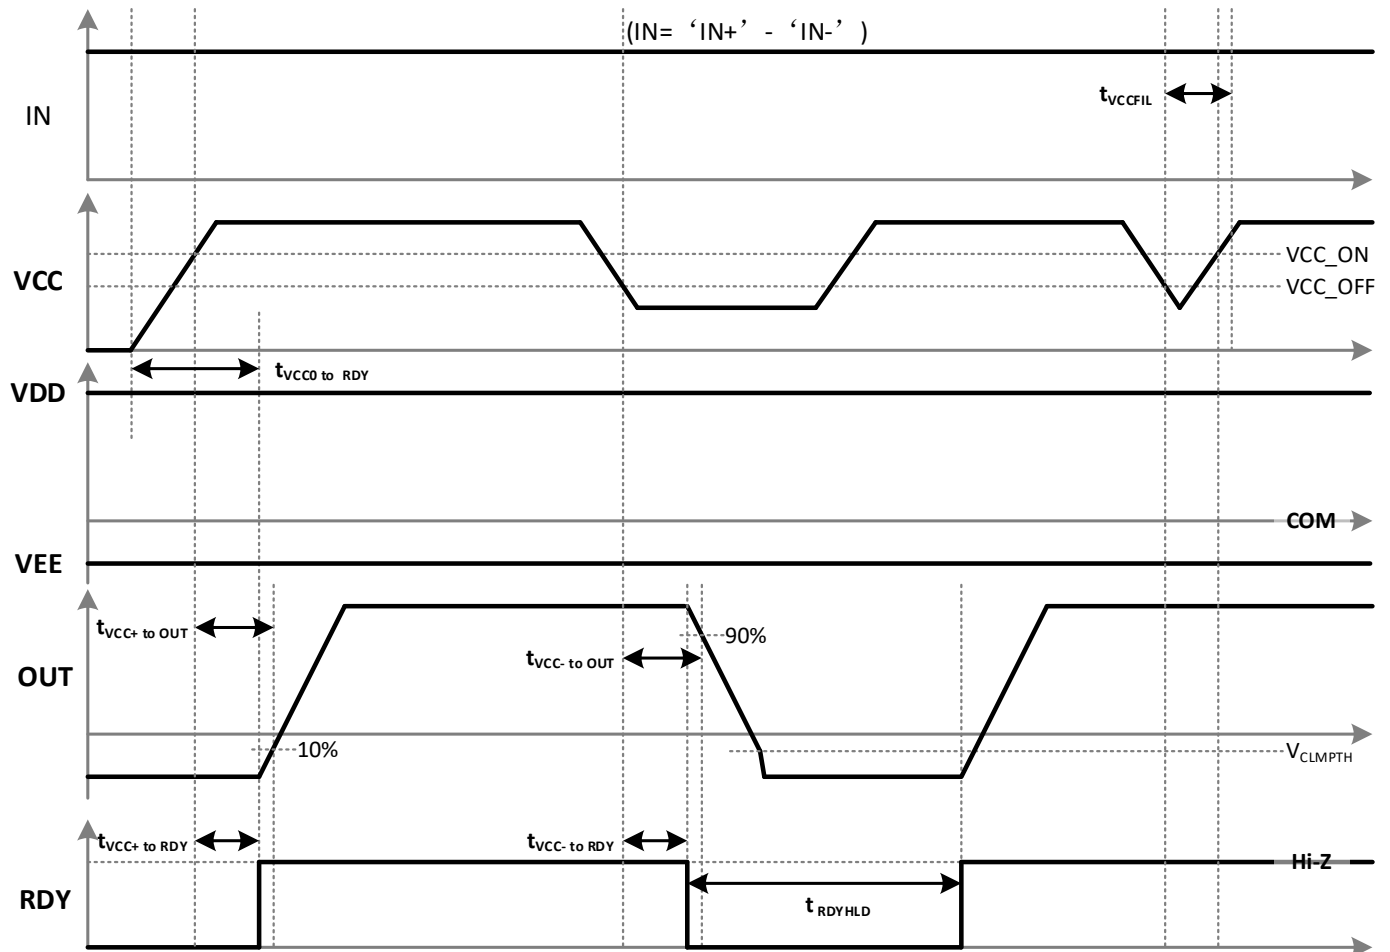 (IN= ‘IN+’ - ‘IN-’ )
IN
tVCCFIL
VCC
VCC_ON
VCC_OFF
tVCC0 to RDY
VDD
COM
VEE
tVCC+ to OUT
tVCC- to OUT
90%
OUT
10%
VCLMPTH
tVCC+ to RDY
tVCC- to RDY
Hi-Z
RDY
tRDYHLD